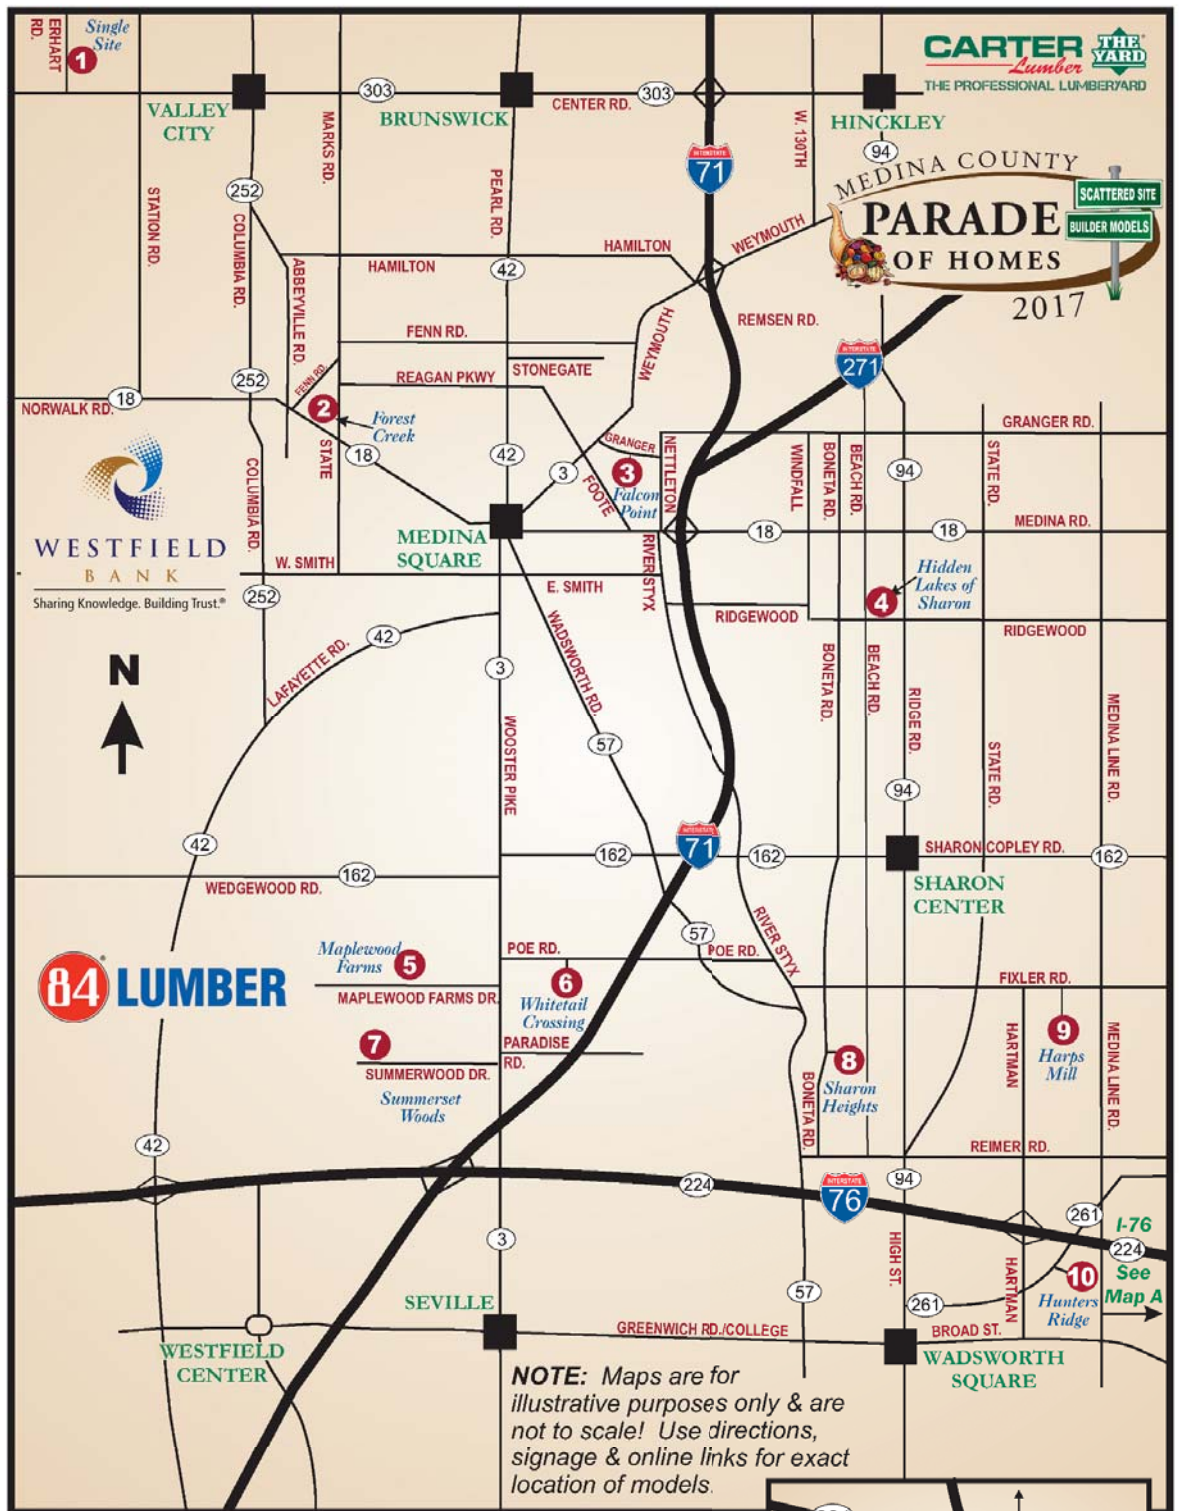 ERHART
RD.
Single
Site
1
CARTER
Lumber
THE
YARD
THE PROFESSIONAL LUMBERYARD
303
CENTER RD.
303
VALLEY
CITY
BRUNSWICK
HINCKLEY
MARKS RD.
W. 130TH
94
INTERSTATE
71
MEDINA COUNTY
PARADE
OF HOMES
2017
SCATTERED SITE
BUILDER MODELS
252
STATION RD.
COLUMBIA RD.
PEARL RD.
HAMILTON
HAMILTON
WEYMOUTH
42
ABBEYVILLE RD.
FENN RD.
WEYMOUTH
REMSEN RD.
INTERSTATE
271
STONEGATE
FENN RD.
REAGAN PKWY
252
18
NORWALK RD.
2
Forest
Creek
STATE
18
42
3
GRANGER
3
Falcon
Point
FOOTE
NETTLETON
GRANGER RD.
WINDFALL
BONETA RD.
BEACH RD.
94
STATE RD.
COLUMBIA RD.
WESTFIELD
BANK
Sharing Knowledge. Building Trust.®
MEDINA
SQUARE
18
18
MEDINA RD.
W. SMITH
E. SMITH
RIVER STYX
252
Hidden
Lakes of
Sharon
4
RIDGEWOOD
RIDGEWOOD
42
LAFAYETTE RD.
3
WADSWORTH RD.
BONETA RD.
BEACH RD.
RIDGE RD.
N
57
WOOSTER PIKE
STATE RD.
MEDINA LINE RD.
94
42
INTERSTATE
71
162
162
SHARON COPLEY RD.
162
162
WEDGEWOOD RD.
SHARON
CENTER
57
RIVER STYX
Maplewood
Farms
5
POE RD.
POE RD.
84
LUMBER
MAPLEWOOD FARMS DR.
6
Whitetail
Crossing
FIXLER RD.
7
PARADISE
RD.
SUMMERWOOD DR.
Summerset
Woods
8
Sharon
Heights
HARTMAN
9
Harps
Mill
MEDINA LINE RD.
BONETA RD.
42
REIMER RD.
224
INTERSTATE
76
94
261
I-76
224
See
Map A
3
HIGH ST.
HARTMAN
10
Hunters
Ridge
57
261
SEVILLE
GREENWICH RD./COLLEGE
BROAD ST.
WESTFIELD
CENTER
WADSWORTH
SQUARE
NOTE: Maps are for
illustrative purposes only & are
not to scale! Use directions,
signage & online links for exact
location of models.